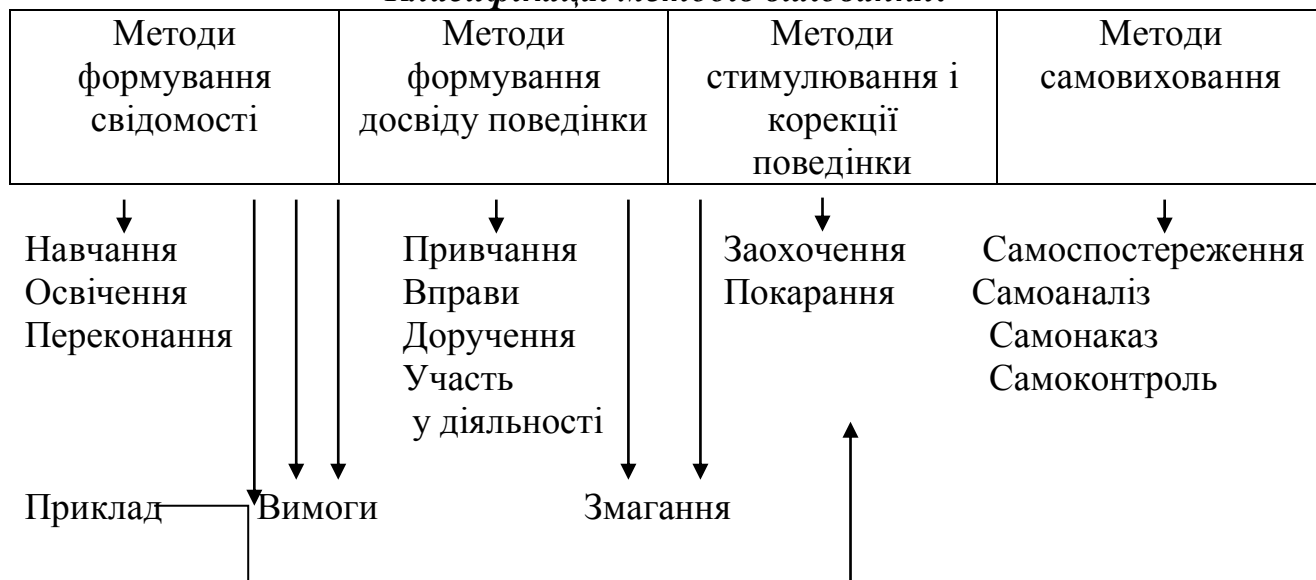 Методи формування свідомості
Методи формування досвіду поведінки
Методи стимулювання і корекції поведінки
Методи самовиховання
Навчання
Освічення
Переконання
Привчання
Вправи
Доручення
Участь
у діяльності
Заохочення
Покарання
Самоспостереження
Самоаналіз
Самонаказ
Самоконтроль
Приклад
Вимоги
Змагання